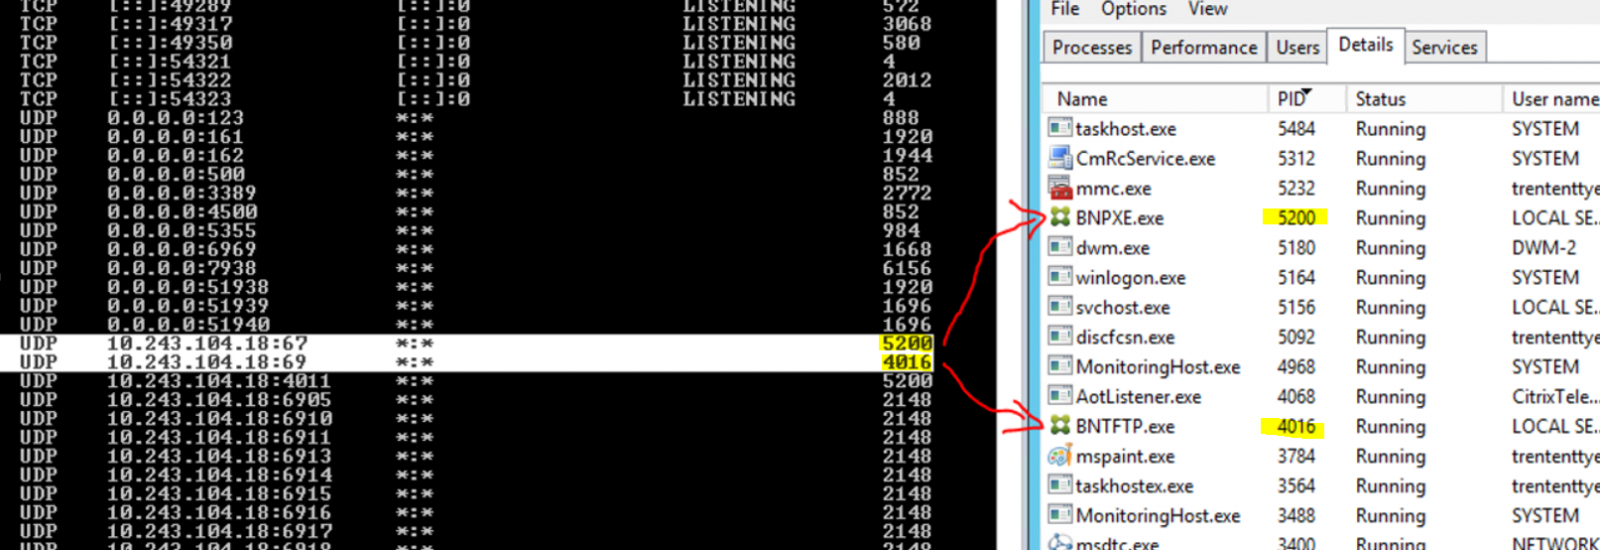 TCP [::]:49289 [::]:0 LISTENING 572
TCP [::]:49317 [::]:0 LISTENING 3068
TCP [::]:49350 [::]:0 LISTENING 580
TCP [::]:54321 [::]:0 LISTENING 4
TCP [::]:54322 [::]:0 LISTENING 2012
TCP [::]:54323 [::]:0 LISTENING 4
UDP 0.0.0.0:123 *:* 888
UDP 0.0.0.0:161 *:* 1920
UDP 0.0.0.0:162 *:* 1944
UDP 0.0.0.0:500 *:* 852
UDP 0.0.0.0:3389 *:* 2772
UDP 0.0.0.0:4500 *:* 852
UDP 0.0.0.0:5355 *:* 984
UDP 0.0.0.0:6969 *:* 1668
UDP 0.0.0.0:7938 *:* 6156
UDP 0.0.0.0:51938 *:* 1920
UDP 0.0.0.0:51939 *:* 1696
UDP 0.0.0.0:51940 *:* 1696
UDP 10.243.104.18:67 *:* 5200
UDP 10.243.104.18:69 *:* 4016
UDP 10.243.104.18:4011 *:* 5200
UDP 10.243.104.18:6905 *:* 2148
UDP 10.243.104.18:6910 *:* 2148
UDP 10.243.104.18:6911 *:* 2148
UDP 10.243.104.18:6913 *:* 2148
UDP 10.243.104.18:6914 *:* 2148
UDP 10.243.104.18:6915 *:* 2148
UDP 10.243.104.18:6916 *:* 2148
UDP 10.243.104.18:6917 *:* 2148
UDP 10.243.104.18:6918 *:* 2148
File Options View
Processes Performance Users Details Services
Name PID Status User name
taskhost.exe 5484 Running SYSTEM
CmRcService.exe 5312 Running SYSTEM
mmc.exe 5232 Running trententtye
BNPXE.exe 5200 Running LOCAL SE...
dwm.exe 5180 Running DWM-2
winlogon.exe 5164 Running SYSTEM
svchost.exe 5156 Running LOCAL SE...
discfcsn.exe 5092 Running trententtye
MonitoringHost.exe 4968 Running SYSTEM
AotListener.exe 4068 Running CitrixTele...
BNTFTP.exe 4016 Running LOCAL SE...
mspaint.exe 3784 Running trententtye
taskhostex.exe 3564 Running trententtye
MonitoringHost.exe 3488 Running SYSTEM
msdtc.exe 3400 Running NETWORK